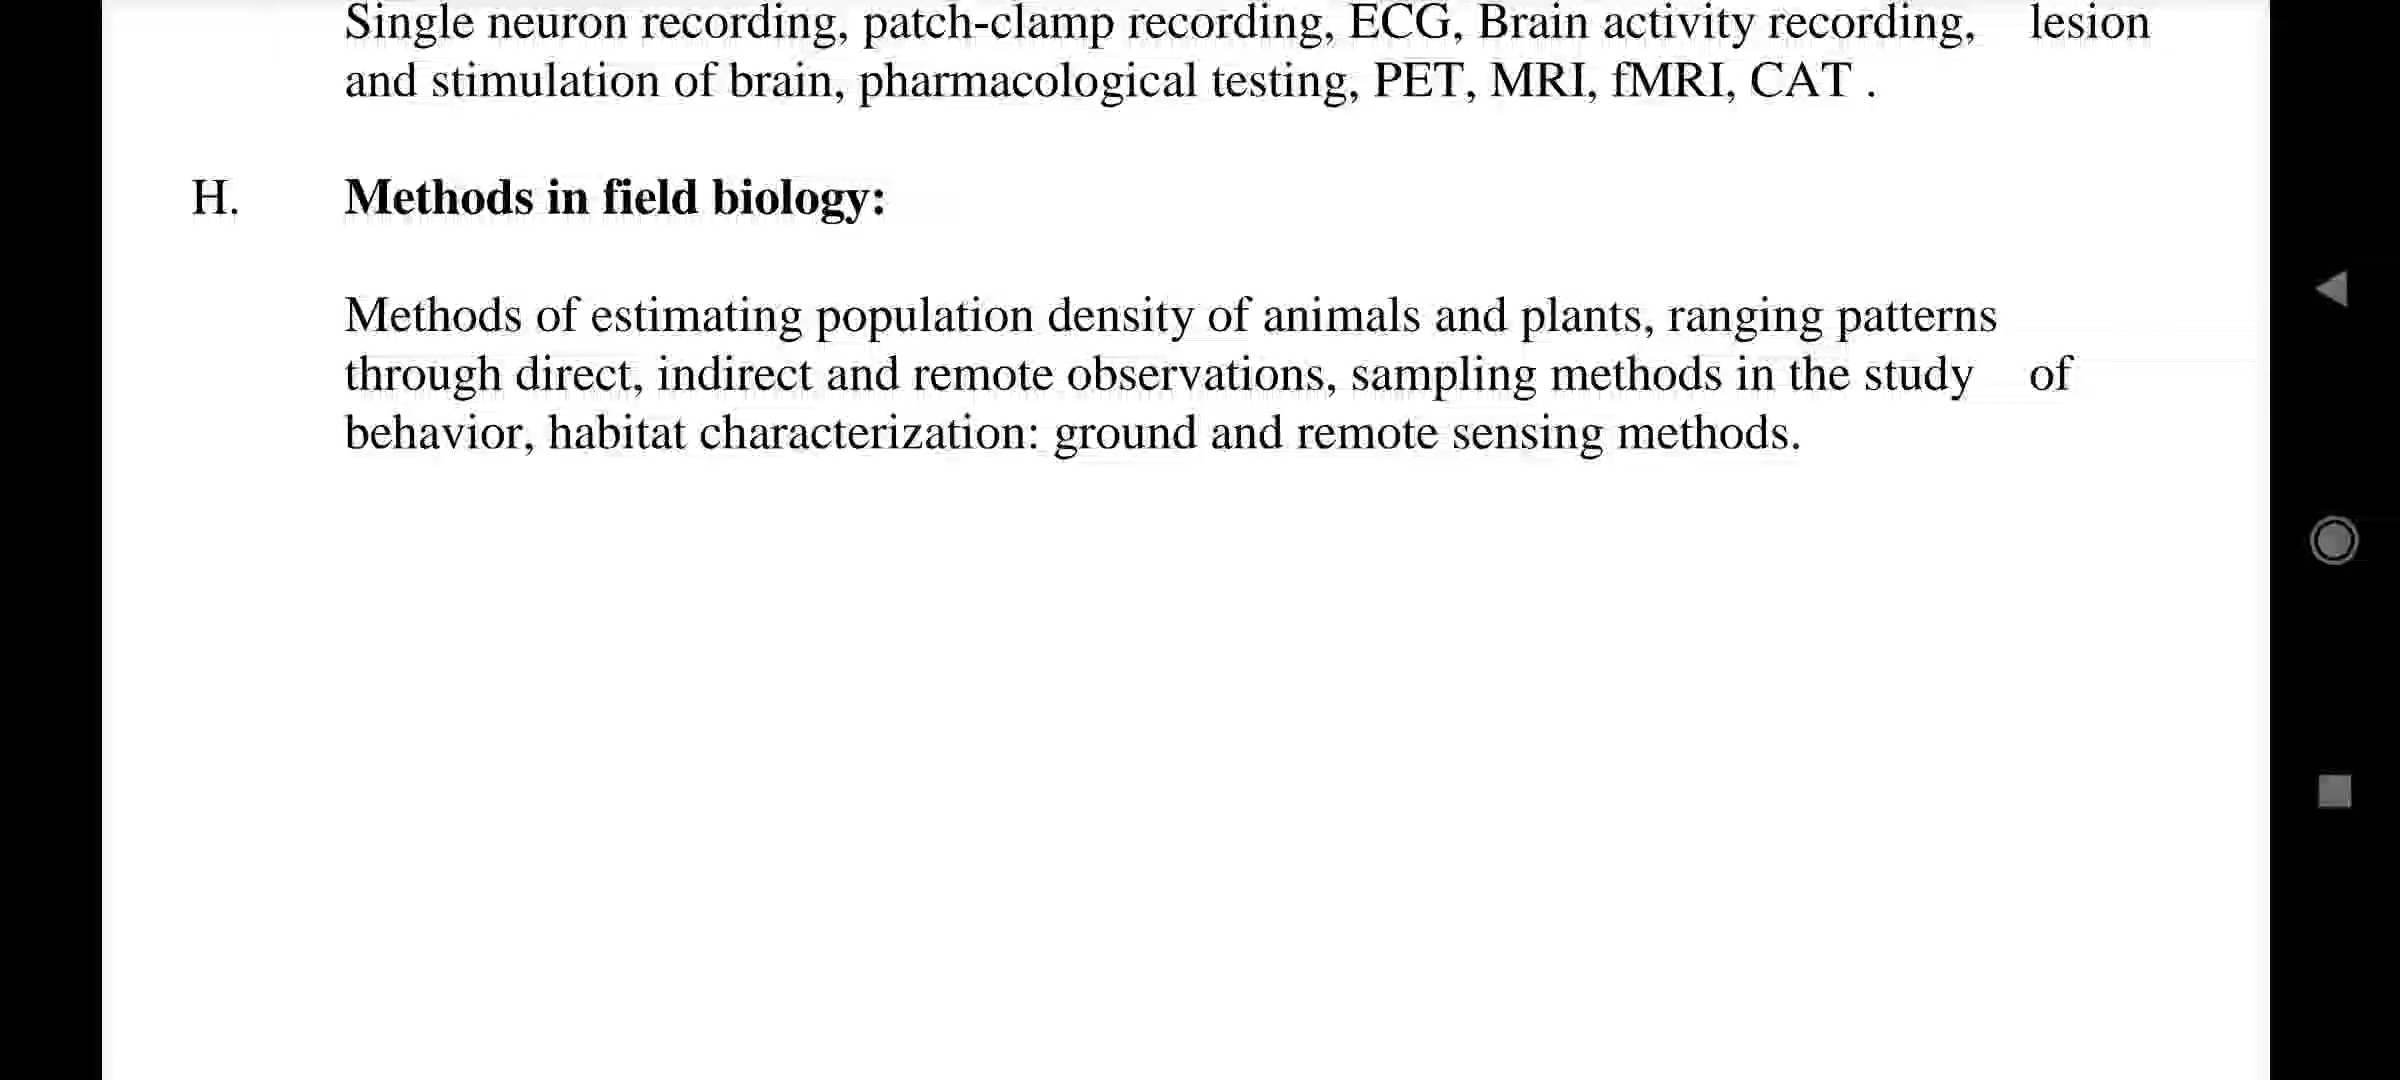 Single neuron recording, patch-clamp recording, ECG, Brain activity recording, lesion
and stimulation of brain, pharmacological testing, PET, MRI, fMRI, CAT .
H. Methods in field biology:
Methods of estimating population density of animals and plants, ranging patterns
through direct, indirect and remote observations, sampling methods in the study of
behavior, habitat characterization: ground and remote sensing methods.